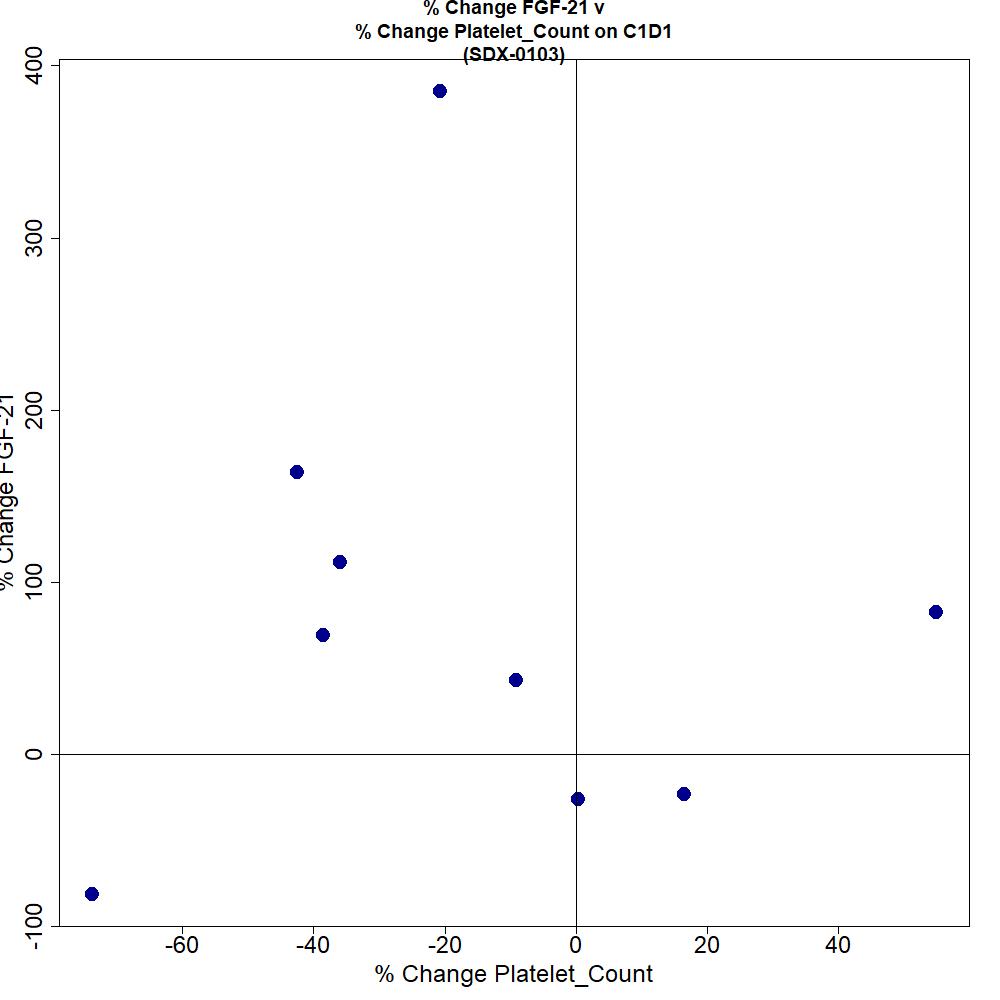 % Change FGF-21 v
% Change Platelet_Count on C1D1
(SDX-0103)
% Change FGF-21
400
300
200
100
0
-100
-60
-40
-20
0
20
40
% Change Platelet_Count